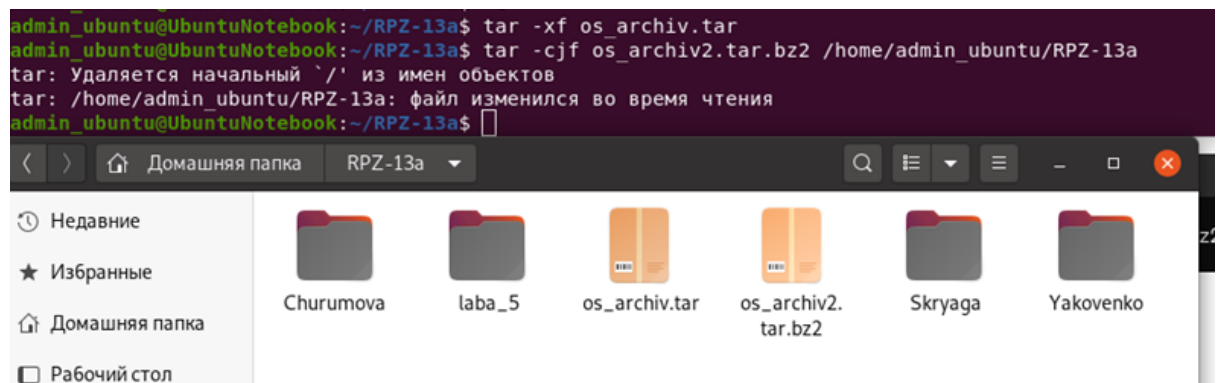 admin_ubuntu@UbuntuNotebook:~/RPZ-13a$ tar -xf os_archiv.tar
admin_ubuntu@UbuntuNotebook:~/RPZ-13a$ tar -cjf os_archiv2.tar.bz2 /home/admin_ubuntu/RPZ-13a
tar: Удаляется начальный `/' из имен объектов
tar: /home/admin_ubuntu/RPZ-13a: файл изменился во время чтения
admin_ubuntu@UbuntuNotebook:~/RPZ-13a$
Домашняя папка RPZ-13a
Недавние
Избранные
Домашняя папка
Рабочий стол
Churumova
laba_5
os_archiv.tar
os_archiv2.
tar.bz2
Skryaga
Yakovenko